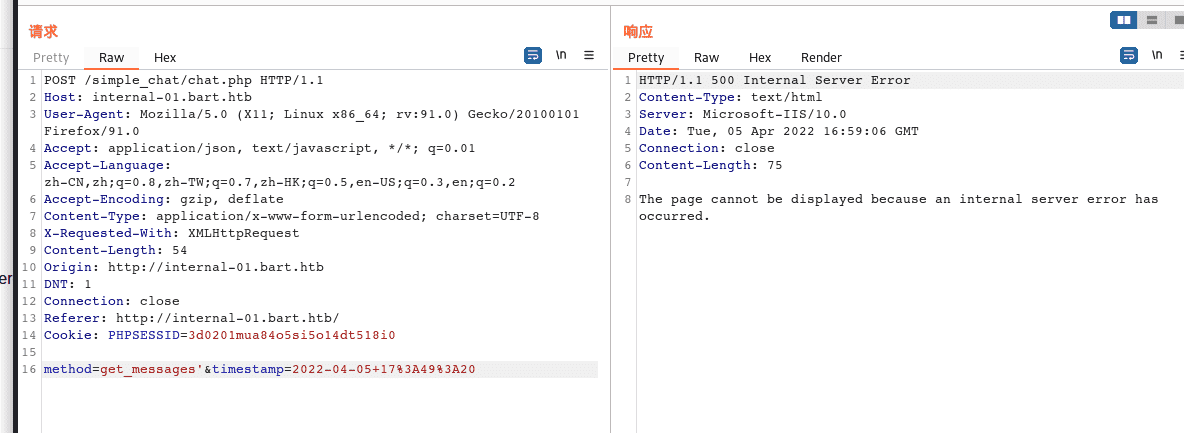 请求
Pretty Raw Hex \n
1 POST /simple_chat/chat.php HTTP/1.1
2 Host: internal-01.bart.htb
3 User-Agent: Mozilla/5.0 (X11; Linux x86_64; rv:91.0) Gecko/20100101
Firefox/91.0
4 Accept: application/json, text/javascript, */*; q=0.01
5 Accept-Language:
zh-CN,zh;q=0.8,zh-TW;q=0.7,zh-HK;q=0.5,en-US;q=0.3,en;q=0.2
6 Accept-Encoding: gzip, deflate
7 Content-Type: application/x-www-form-urlencoded; charset=UTF-8
8 X-Requested-With: XMLHttpRequest
9 Content-Length: 54
10 Origin: http://internal-01.bart.htb
11 DNT: 1
12 Connection: close
13 Referer: http://internal-01.bart.htb/
14 Cookie: PHPSESSID=3d0201mua84o5si5o14dt518i0
15
16 method=get_messages'&timestamp=2022-04-05+17%3A49%3A20
er
响应
Pretty Raw Hex Render \n
1 HTTP/1.1 500 Internal Server Error
2 Content-Type: text/html
3 Server: Microsoft-IIS/10.0
4 Date: Tue, 05 Apr 2022 16:59:06 GMT
5 Connection: close
6 Content-Length: 75
7
8 The page cannot be displayed because an internal server error has
occurred.